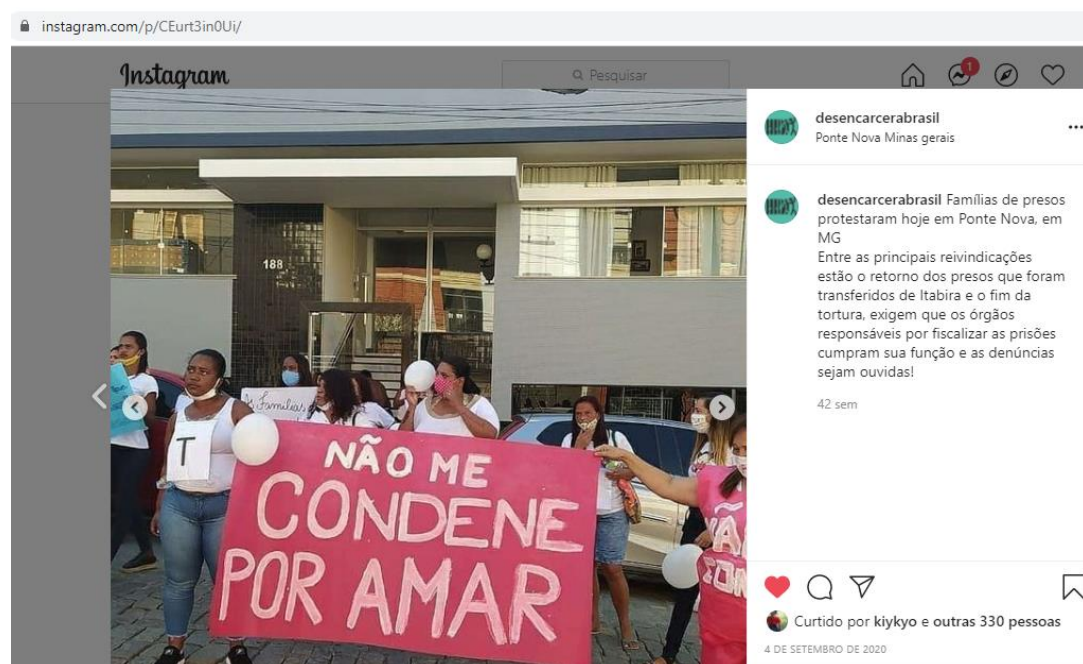 instagram.com/p/CEurt3in0Ui/
Instagram
Pesquisar
1
desencarcerabrasil
Ponte Nova Minas gerais
desencarcerabrasil Famílias de presos
protestaram hoje em Ponte Nova, em
MG
Entre as principais reivindicações
estão o retorno dos presos que foram
transferidos de Itabira e o fim da
tortura, exigem que os órgãos
responsáveis por fiscalizar as prisões
cumpram sua função e as denúncias
sejam ouvidas!
42 sem
188
Familias
T
NÃO ME
CONDENE
POR AMAR
Curtido por kiykyo e outras 330 pessoas
4 DE SETEMBRO DE 2020